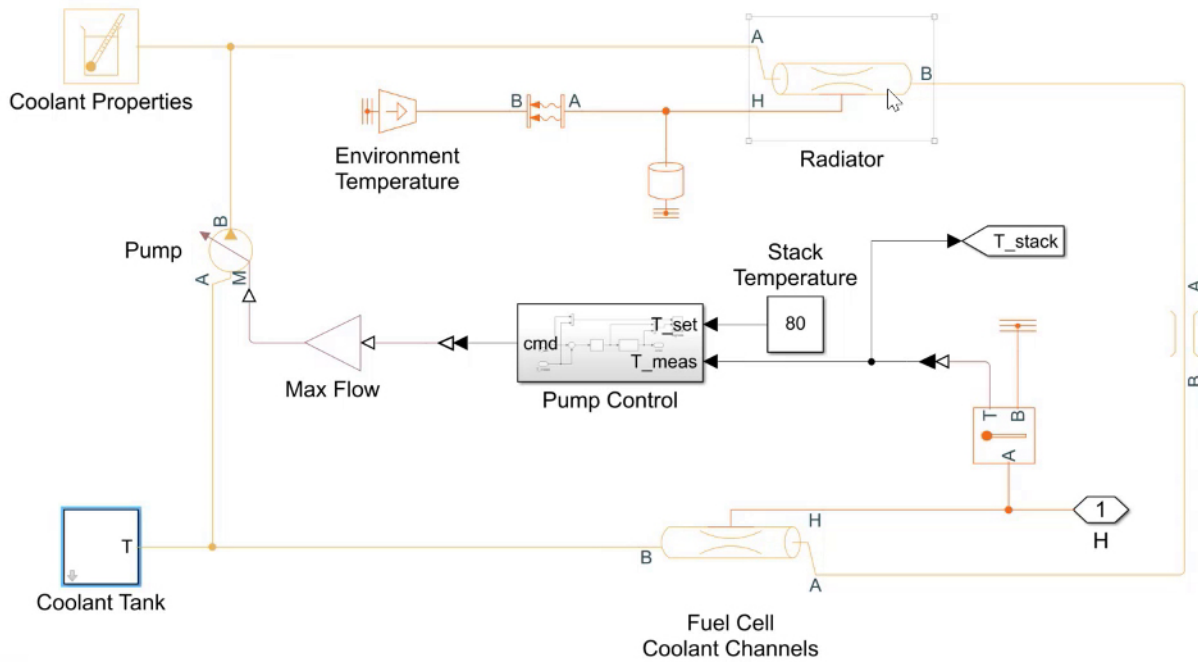 A
B
Coolant Properties
B
A
H
Environment
Temperature
Radiator
B
Pump
A
M
T_stack
Stack
Temperature
A
T_set
80
cmd
T_meas
Max Flow
Pump Control
B
T
B
A
T
H
1
B
H
A
Coolant Tank
Fuel Cell
Coolant Channels